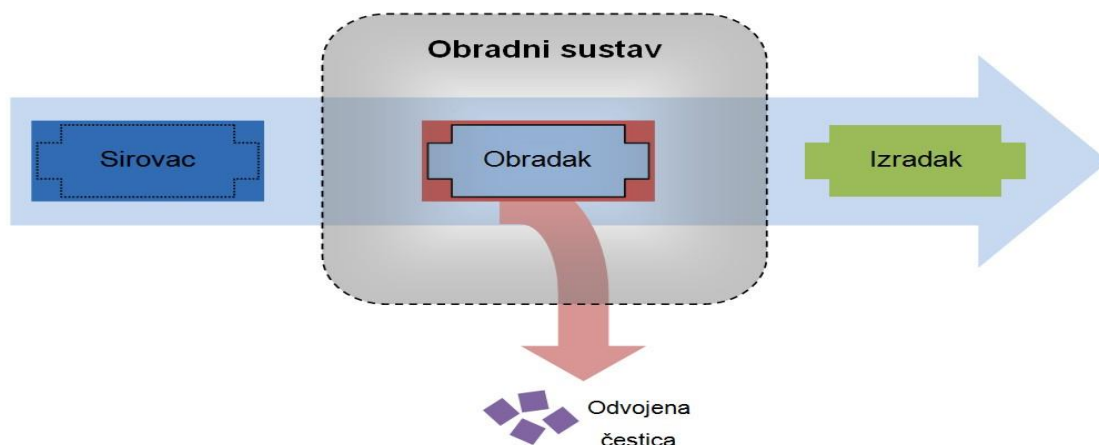 Obradni sustav
Sirovac
Obradak
Izradak
Odvojena
čestica